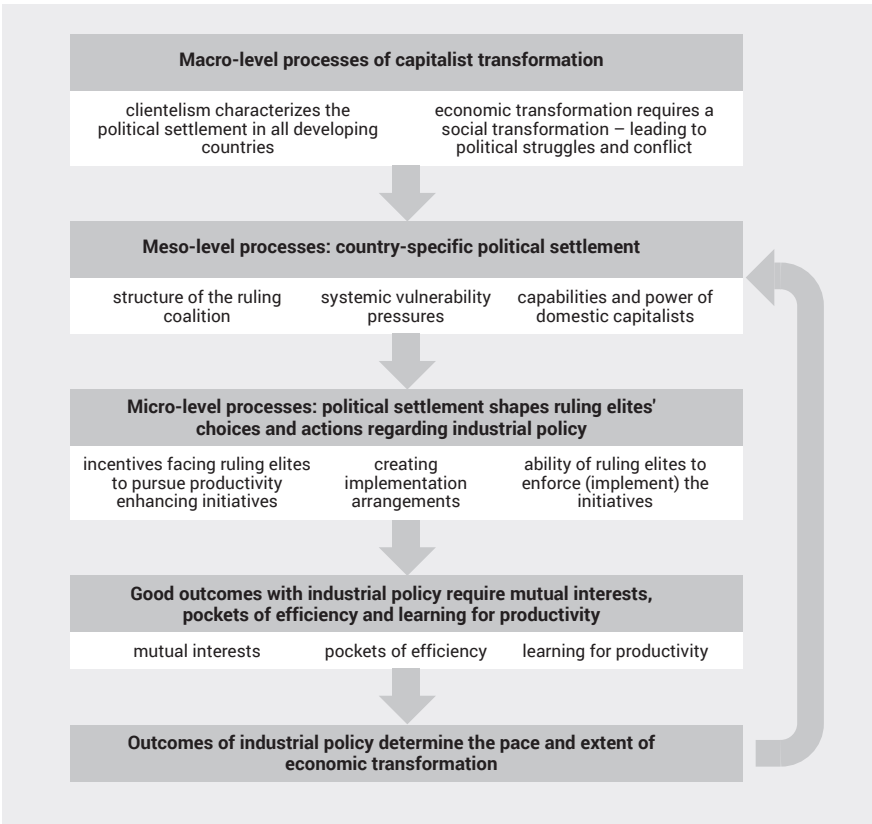 Macro-level processes of capitalist transformation
clientelism characterizes the
political settlement in all developing
countries
economic transformation requires a
social transformation – leading to
political struggles and conflict
Meso-level processes: country-specific political settlement
structure of the ruling
coalition
systemic vulnerability
pressures
capabilities and power of
domestic capitalists
Micro-level processes: political settlement shapes ruling elites'
choices and actions regarding industrial policy
incentives facing ruling elites
to pursue productivity
enhancing initiatives
creating
implementation
arrangements
ability of ruling elites to
enforce (implement) the
initiatives
Good outcomes with industrial policy require mutual interests,
pockets of efficiency and learning for productivity
mutual interests
pockets of efficiency
learning for productivity
Outcomes of industrial policy determine the pace and extent of
economic transformation